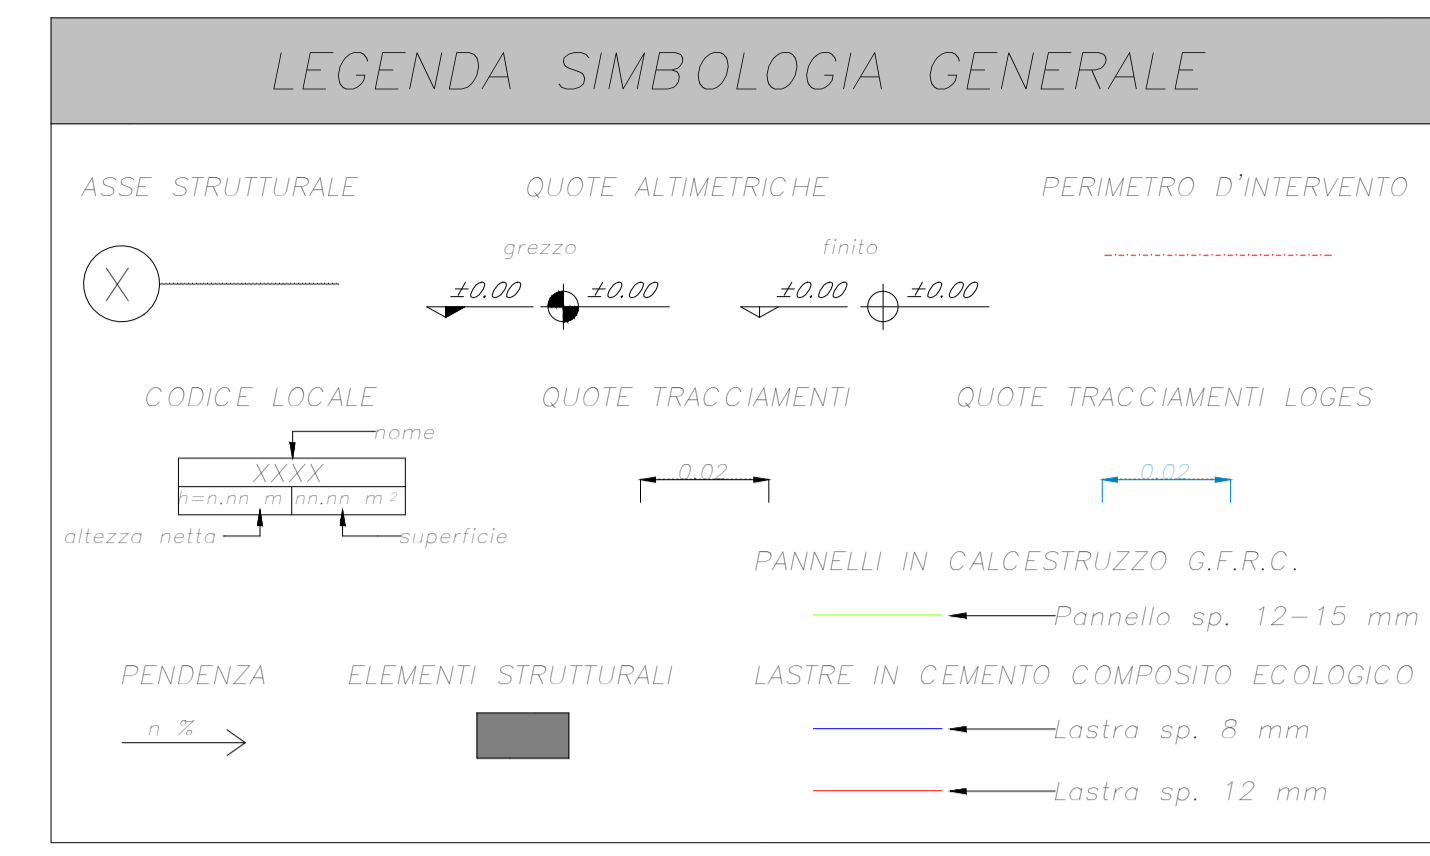 LEGENDA SIMBOLOGIA GENERALE
ASSE STRUTTURALE
QUOTE ALTIMETRICHE
PERIMETRO D'INTERVENTO
grezzo
finito
X
±0.00
±0.00
±0.00
±0.00
CODICE LOCALE
QUOTE TRACCIAMENTI
QUOTE TRACCIAMENTI LOGES
nome
XXXX
h=n.nn m
nn.nn m²
altezza netta
superficie
0.02
0.02
PANNELLI IN CALCESTRUZZO G.F.R.C.
Pannello sp. 12-15 mm
PENDENZA
ELEMENTI STRUTTURALI
LASTRE IN CEMENTO COMPOSITO ECOLOGICO
n %
Lastra sp. 8 mm
Lastra sp. 12 mm